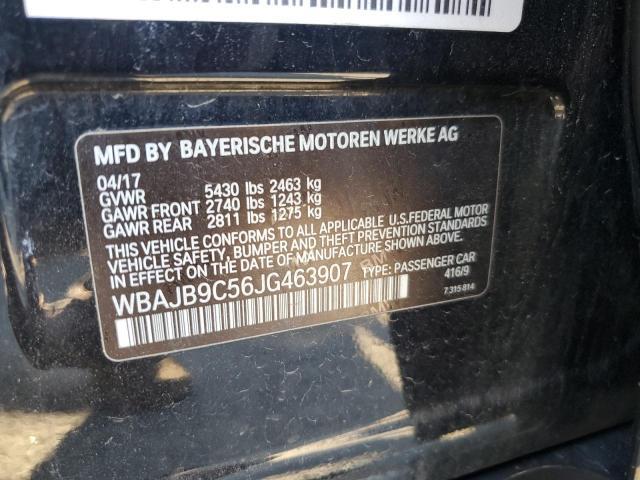 MFD BY BAYERISCHE MOTOREN WERKE AG
04/17
GVWR 5430 lbs 2463 kg
GAWR FRONT 2740 lbs 1243 kg
GAWR REAR 2811 lbs 1275 kg
THIS VEHICLE CONFORMS TO ALL APPLICABLE U.S.FEDERAL MOTOR
VEHICLE SAFETY, BUMPER AND THEFT PREVENTION STANDARDS
IN EFFECT ON THE DATE OF MANUFACTURE SHOWN ABOVE.
WBAJB9C56JG463907 TYPE: PASSENGER CAR
416/9
7 315 814